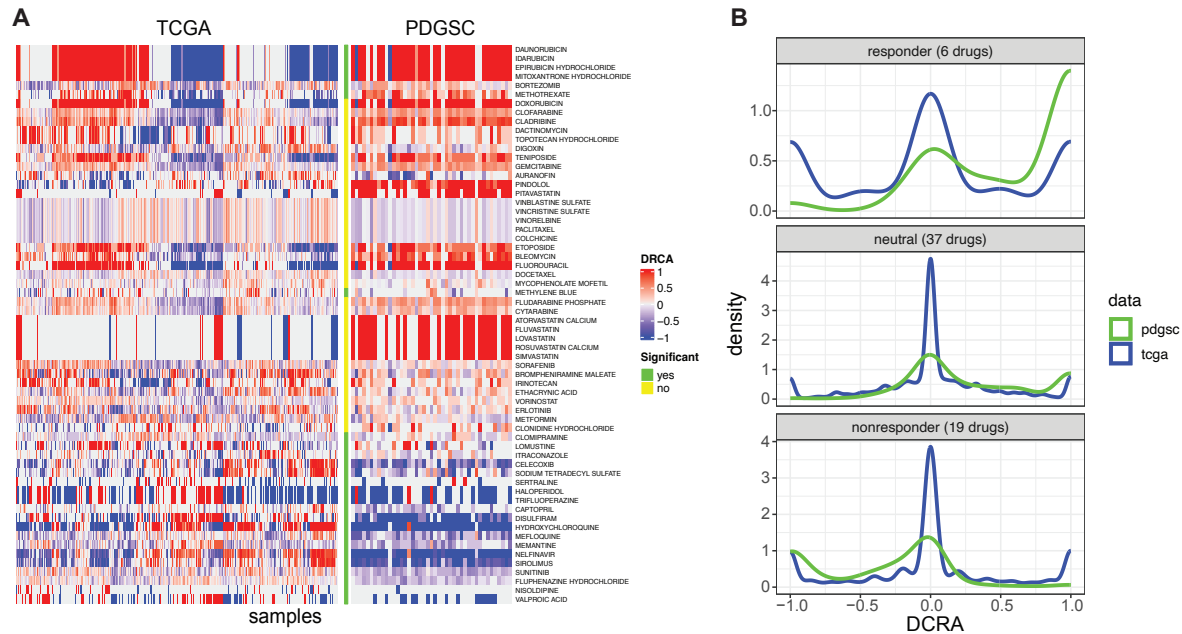 A
TCGA
PDGSC
DAUNORUBICIN
IDARUBICIN
EPIRUBICIN HYDROCHLORIDE
MITOXANTRONE HYDROCHLORIDE
BORTEZOMIB
METHOTREXATE
DOXORUBICIN
CLOFARABINE
CLADRIBINE
DACTINOMYCIN
TOPOTECAN HYDROCHLORIDE
DIGOXIN
TENIPOSIDE
GEMCITABINE
AURANOFIN
PINDOLOL
PITAVASTATIN
VINBLASTINE SULFATE
VINCRISTINE SULFATE
VINORELBINE
PACLITAXEL
COLCHICINE
ETOPOSIDE
BLEOMYCIN
FLUOROURACIL
DOCETAXEL
MYCOPHENOLATE MOFETIL
METHYLENE BLUE
FLUDARABINE PHOSPHATE
CYTARABINE
ATORVASTATIN CALCIUM
FLUVASTATIN
LOVASTATIN
ROSUVASTATIN CALCIUM
SIMVASTATIN
SORAFENIB
BROMPHENIRAMINE MALEATE
IRINOTECAN
ETHACRYNIC ACID
VORINOSTAT
ERLOTINIB
METFORMIN
CLONIDINE HYDROCHLORIDE
CLOMIPRAMINE
LOMUSTINE
ITRACONAZOLE
CELECOXIB
SODIUM TETRADECYL SULFATE
SERTRALINE
HALOPERIDOL
TRIFLUOPERAZINE
CAPTOPRIL
DISULFIRAM
HYDROXYCHLOROQUINE
MEFLOQUINE
MEMANTINE
NELFINAVIR
SIROLIMUS
SUNITINIB
FLUPHENAZINE HYDROCHLORIDE
NISOLDIPINE
VALPROIC ACID
samples
DRCA
1
0.5
0
−0.5
−1
Significant
yes
no
B
responder (6 drugs)
1.0
0.5
0.0
neutral (37 drugs)
4
3
2
1
0
nonresponder (19 drugs)
4
3
2
1
0
density
−1.0 −0.5 0.0 0.5 1.0
DCRA
data
pdgsc
tcga